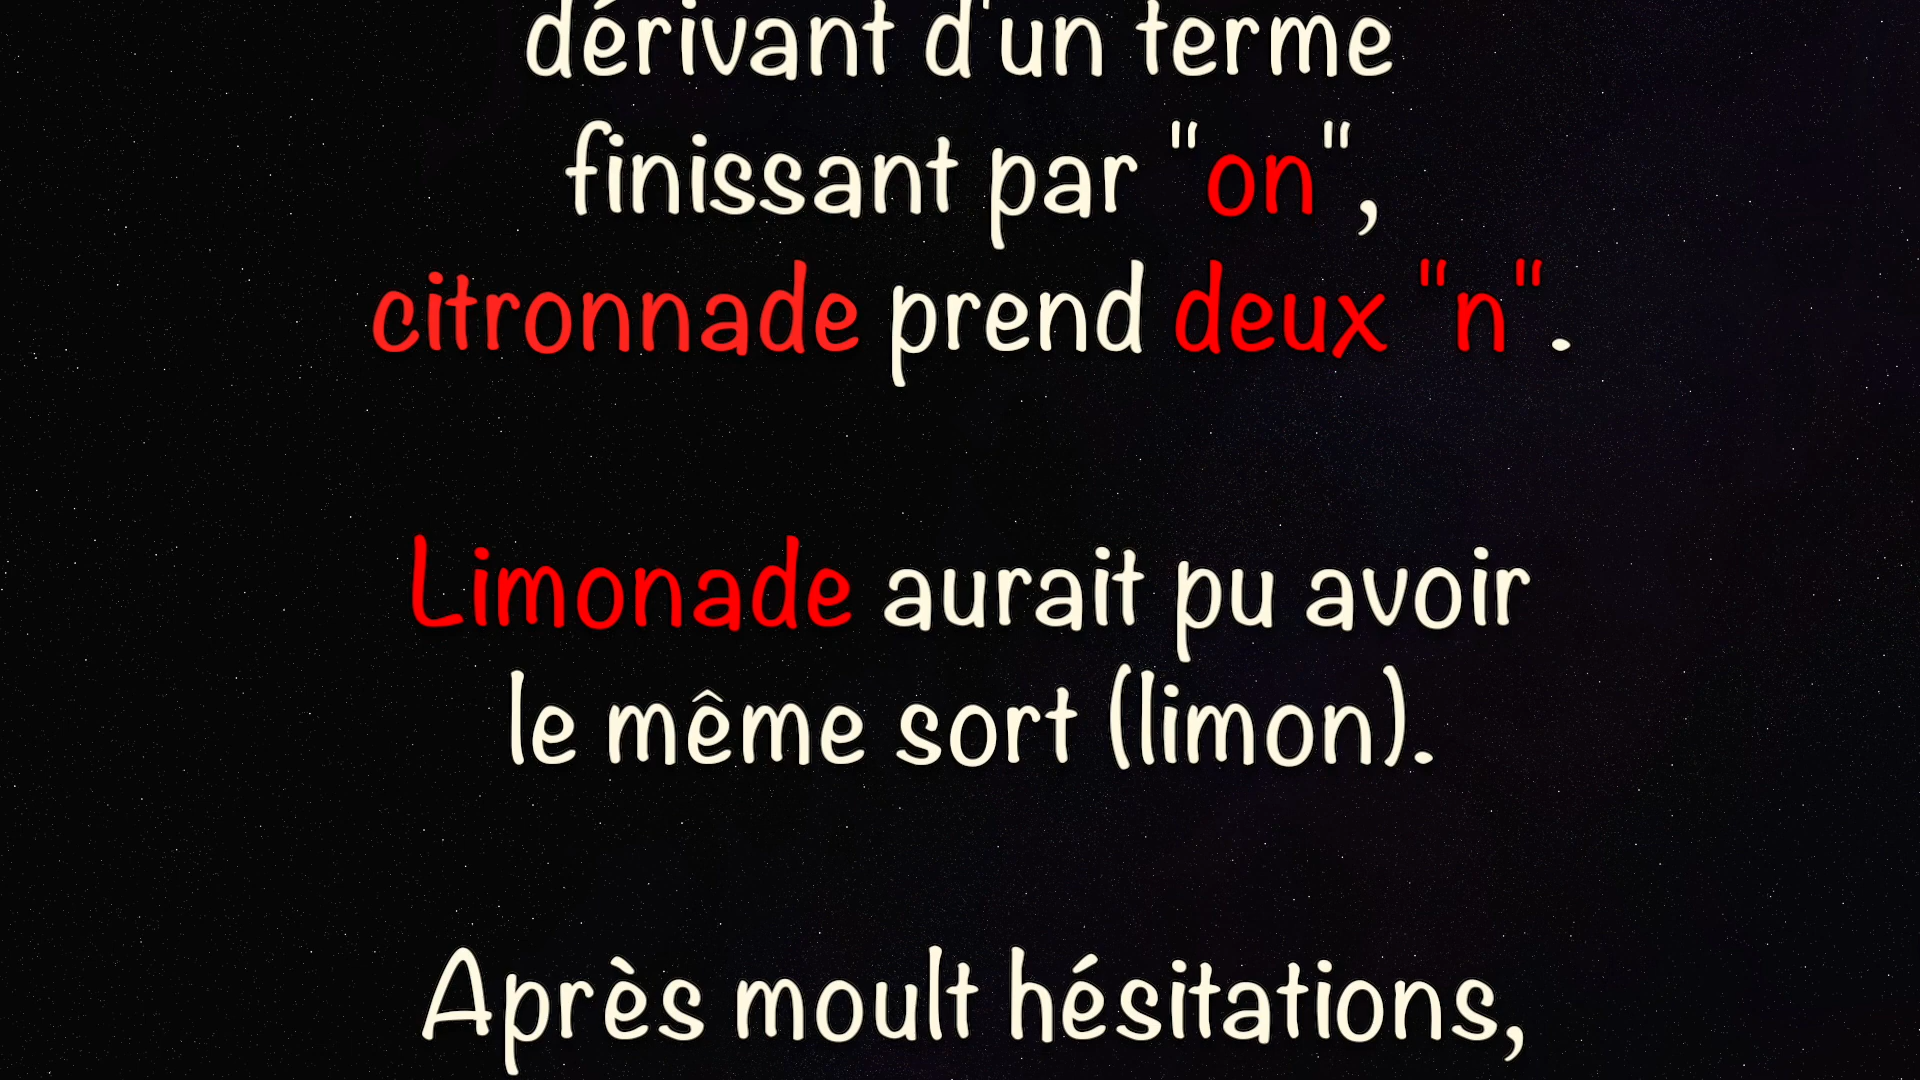 dérivant d'un terme
finissant par "on",
citronnade prend deux "n".
Limonade aurait pu avoir
le même sort (limon).
Après moult hésitations,